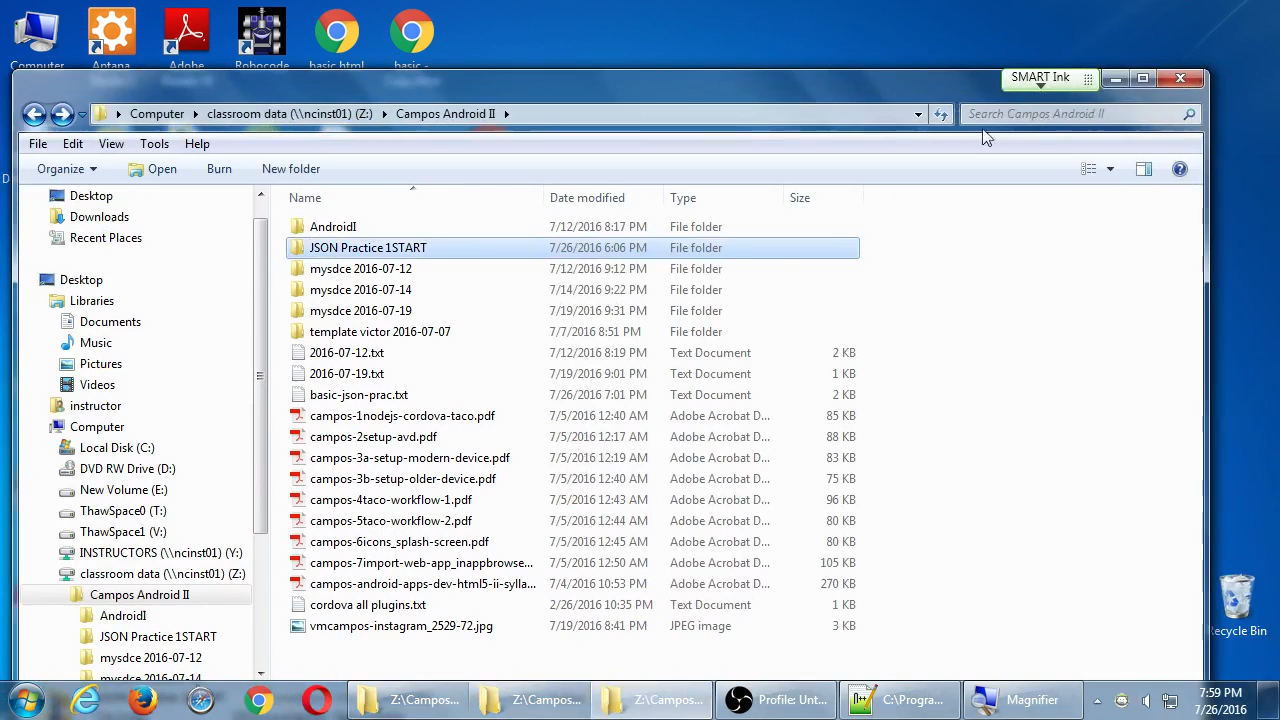 Computer
Aptana
Adobe
Robocode
basic.html
basic -
SMART Ink
Computer
classroom data (\\ncinst01) (Z:)
Campos Android II
Search Campos Android II
File Edit View Tools Help
Organize Open Burn New folder
Name Date modified Type Size
AndroidI 7/12/2016 8:17 PM File folder
JSON Practice 1START 7/26/2016 6:06 PM File folder
mysdce 2016-07-12 7/12/2016 9:12 PM File folder
mysdce 2016-07-14 7/14/2016 9:22 PM File folder
mysdce 2016-07-19 7/19/2016 9:31 PM File folder
template victor 2016-07-07 7/7/2016 8:51 PM File folder
2016-07-12.txt 7/12/2016 8:19 PM Text Document 2 KB
2016-07-19.txt 7/19/2016 9:01 PM Text Document 1 KB
basic-json-prac.txt 7/26/2016 7:01 PM Text Document 2 KB
campos-1nodejs-cordova-taco.pdf 7/5/2016 12:40 AM Adobe Acrobat D... 85 KB
campos-2setup-avd.pdf 7/5/2016 12:17 AM Adobe Acrobat D... 88 KB
campos-3a-setup-modern-device.pdf 7/5/2016 12:19 AM Adobe Acrobat D... 83 KB
campos-3b-setup-older-device.pdf 7/5/2016 12:40 AM Adobe Acrobat D... 75 KB
campos-4taco-workflow-1.pdf 7/5/2016 12:43 AM Adobe Acrobat D... 96 KB
campos-5taco-workflow-2.pdf 7/5/2016 12:44 AM Adobe Acrobat D... 80 KB
campos-6icons_splash-screen.pdf 7/5/2016 12:45 AM Adobe Acrobat D... 80 KB
campos-7import-web-app_inappbrowse... 7/5/2016 12:50 AM Adobe Acrobat D... 105 KB
campos-android-apps-dev-html5-ii-sylla... 7/4/2016 10:53 PM Adobe Acrobat D... 270 KB
cordova all plugins.txt 2/26/2016 10:35 PM Text Document 1 KB
vmcampos-instagram_2529-72.jpg 7/19/2016 8:41 PM JPEG image 3 KB
Desktop
Downloads
Recent Places
Desktop
Libraries
Documents
Music
Pictures
Videos
instructor
Computer
Local Disk (C:)
DVD RW Drive (D:)
New Volume (E:)
ThawSpace0 (T:)
ThawSpace1 (V:)
INSTRUCTORS (\\ncinst01) (Y:)
classroom data (\\ncinst01) (Z:)
Campos Android II
AndroidI
JSON Practice 1START
mysdce 2016-07-12
mysdce 2016-07-14
Recycle Bin
Z:\Campos...
Z:\Campos...
Z:\Campos...
Profile: Unt...
C:\Progra...
Magnifier
7:59 PM
7/26/2016